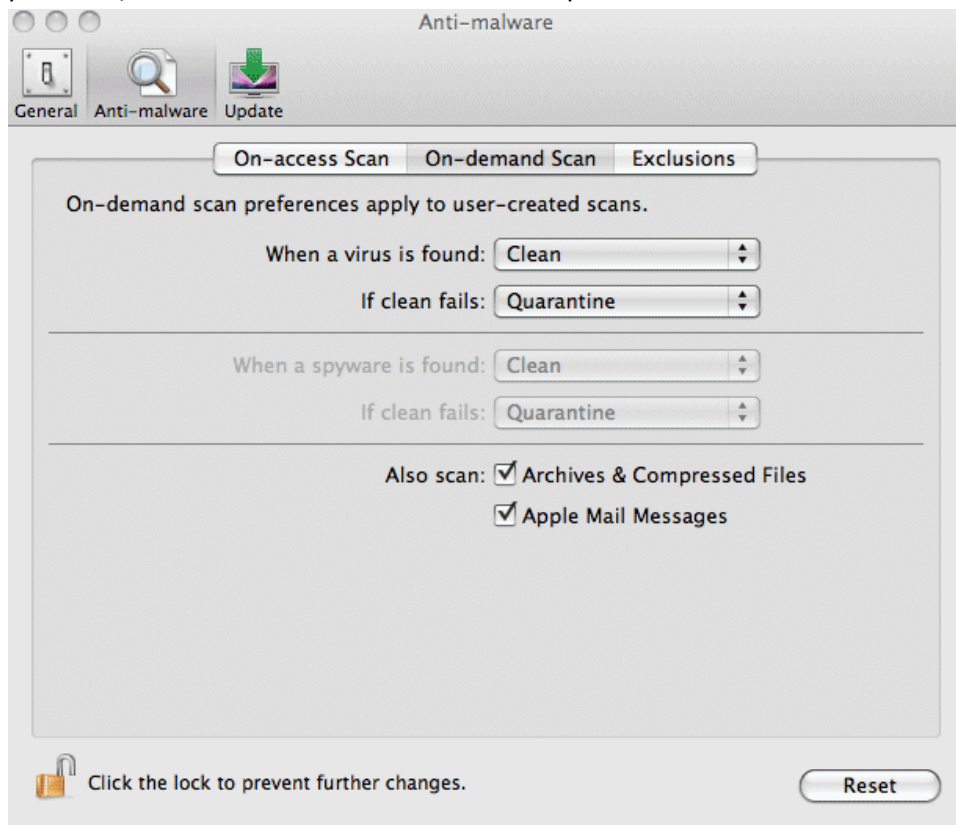 Anti-malware
General Anti-malware Update
On-access Scan On-demand Scan Exclusions
On-demand scan preferences apply to user-created scans.
When a virus is found: Clean
If clean fails: Quarantine
When a spyware is found: Clean
If clean fails: Quarantine
Also scan: Archives & Compressed Files
Apple Mail Messages
Click the lock to prevent further changes. Reset